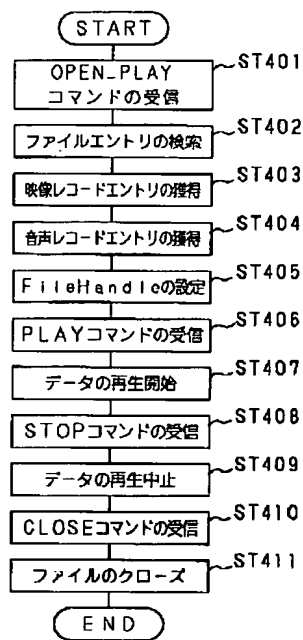 START
ST401
OPEN_PLAY
コマンドの受信
ST402
ファイルエントリの検索
ST403
映像レコードエントリの獲得
ST404
音声レコードエントリの獲得
ST405
FileHandleの設定
ST406
PLAYコマンドの受信
ST407
データの再生開始
ST408
STOPコマンドの受信
ST409
データの再生中止
ST410
CLOSEコマンドの受信
ST411
ファイルのクローズ
END